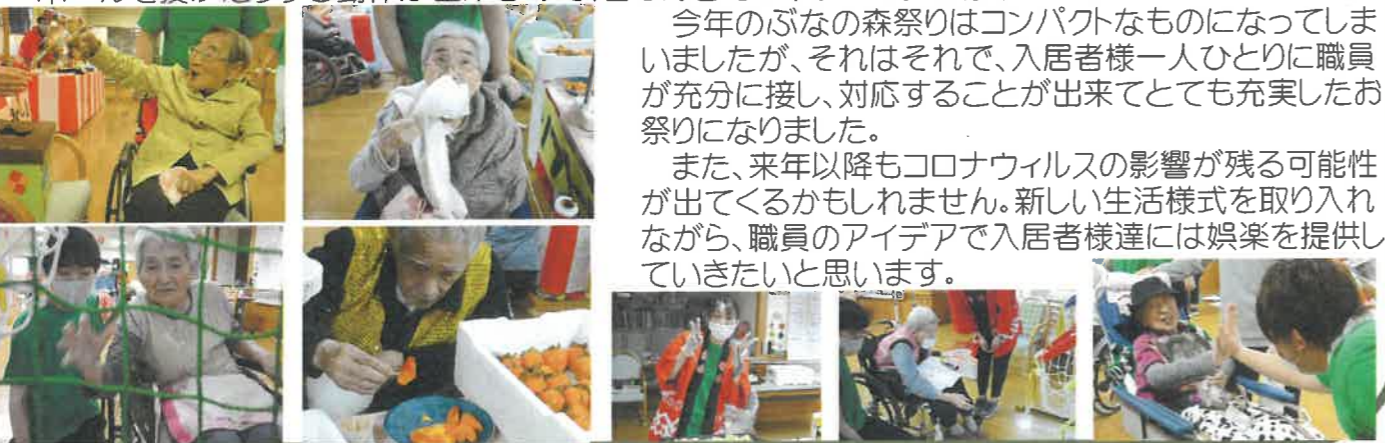 今年のぶなの森祭りはコンパクトなものになってしま
いましたが、それはそれで、入居者様一人ひとりに職員
が充分に接し、対応することが出来てとても充実したお
祭りになりました。
また、来年以降もコロナウィルスの影響が残る可能性
が出てくるかもしれません。新しい生活様式を取り入れ
ながら、職員のアイデアで入居者様達には娯楽を提供し
ていきたいと思います。